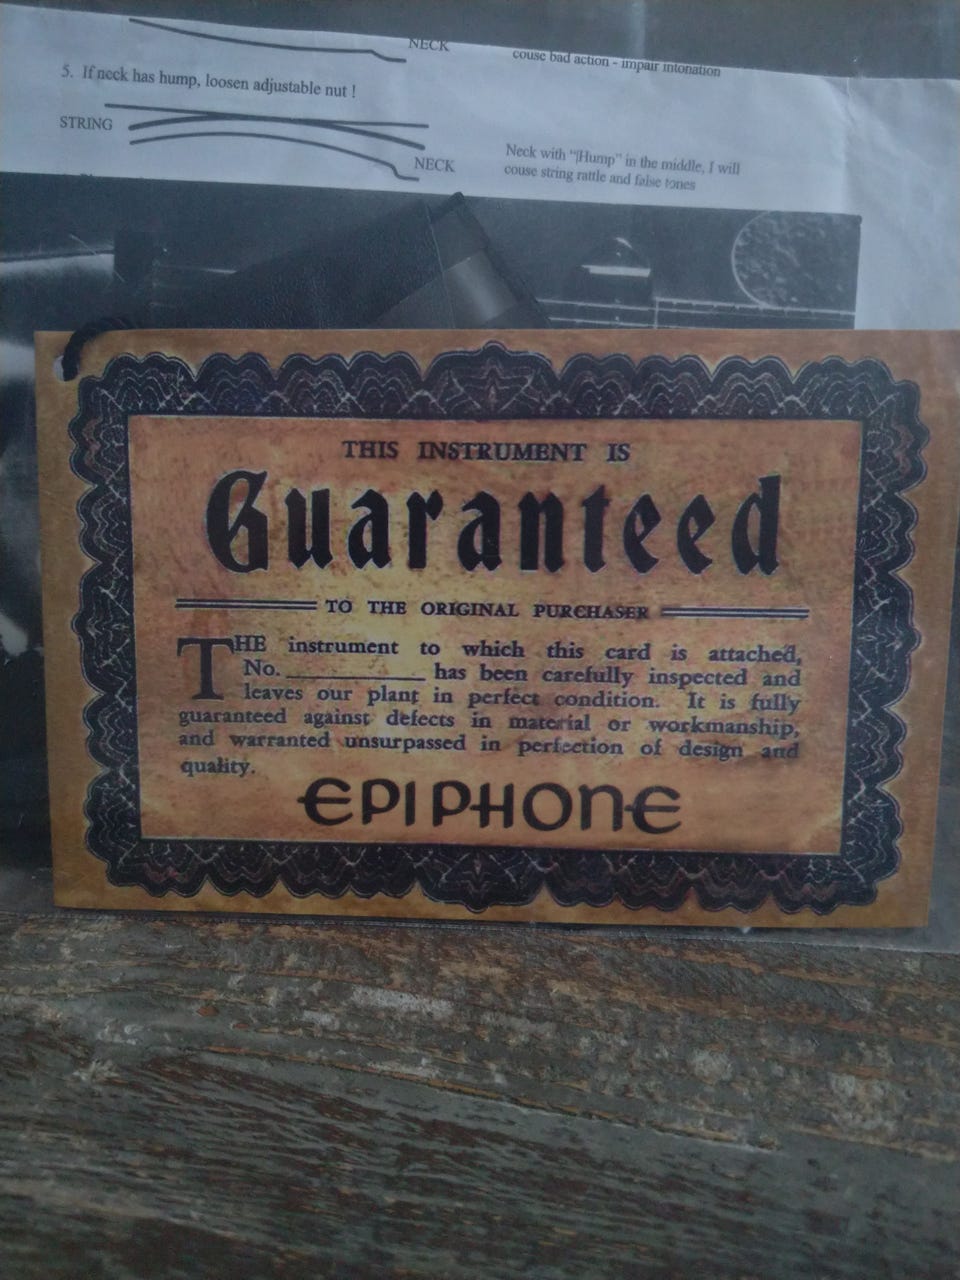 NECK
couse bad action - impair intonation
5. If neck has hump, loosen adjustable nut !
STRING
NECK
Neck with "|Hump" in the middle, I will
couse string rattle and false tones
THIS INSTRUMENT IS
Guaranteed
TO THE ORIGINAL PURCHASER
THE instrument to which this card is attached,
No. ____________ has been carefully inspected and
leaves our plant in perfect condition. It is fully
guaranteed against defects in material or workmanship,
and warranted unsurpassed in perfection of design and
quality.
EPIPHONE